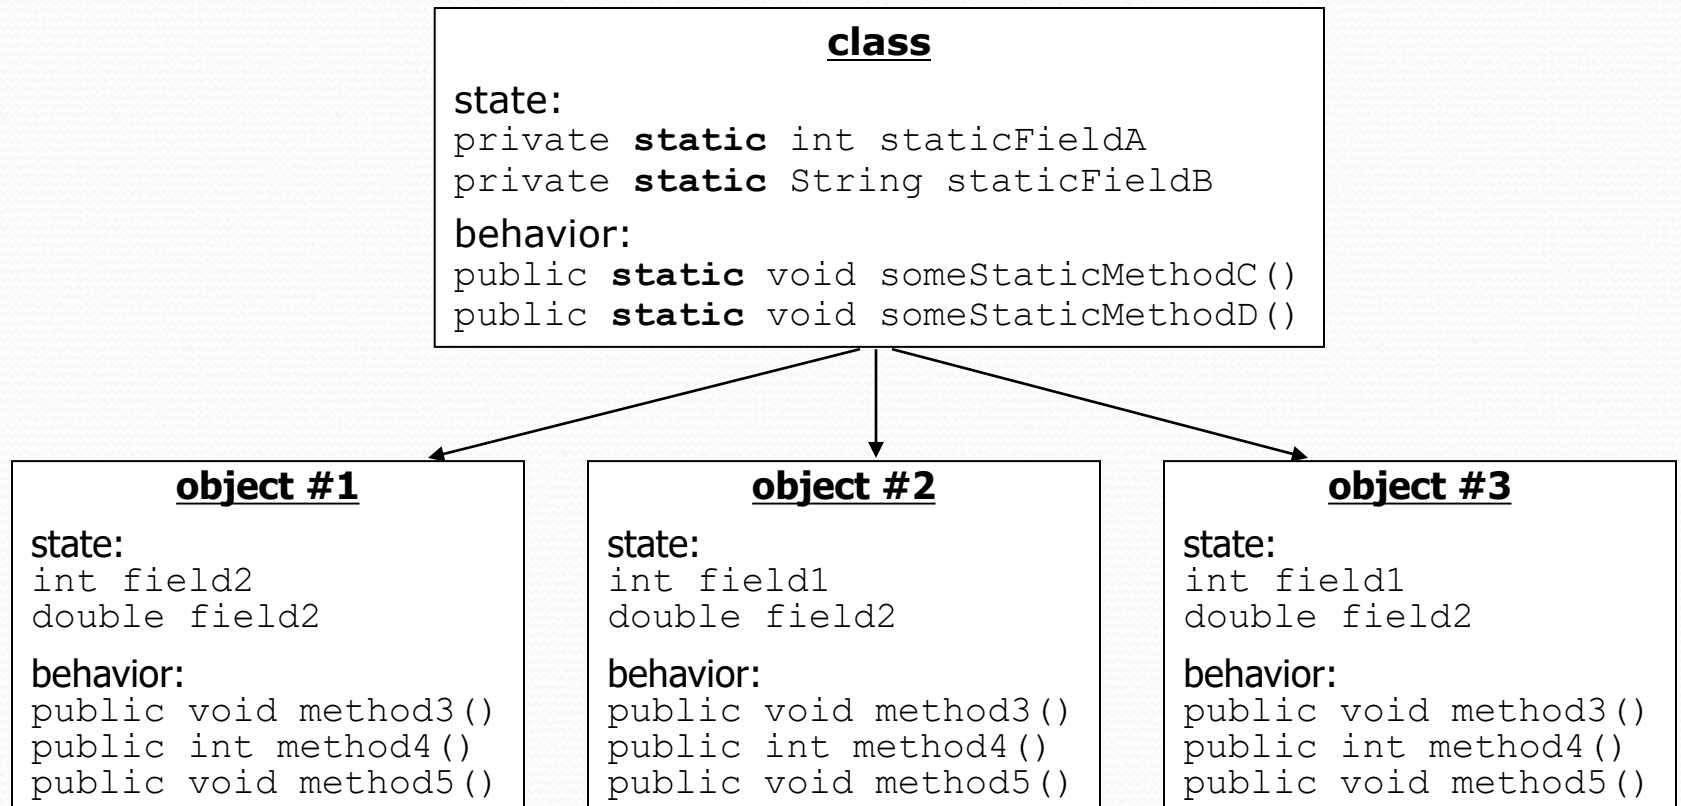 class
state:
private static int staticFieldA
private static String staticFieldB
behavior:
public static void someStaticMethodC()
public static void someStaticMethodD()
object #1
state:
int field2
double field2
behavior:
public void method3()
public int method4()
public void method5()
object #2
state:
int field1
double field2
behavior:
public void method3()
public int method4()
public void method5()
object #3
state:
int field1
double field2
behavior:
public void method3()
public int method4()
public void method5()